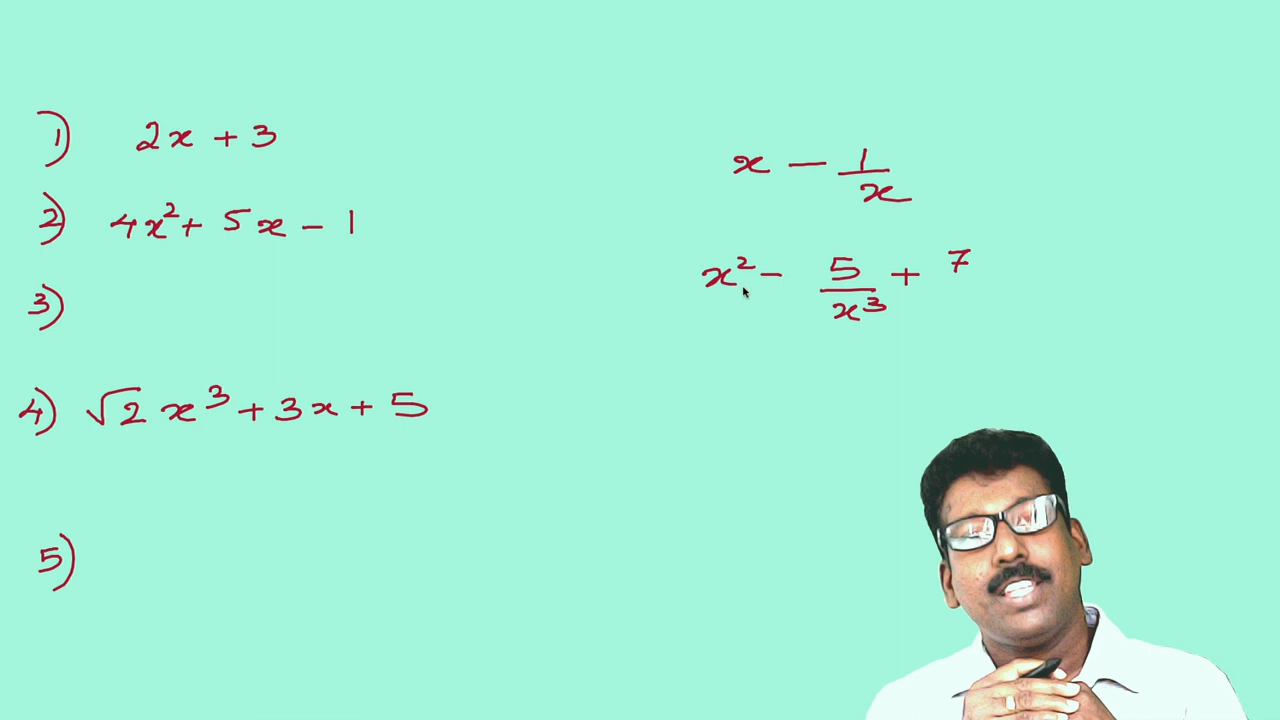 1) 2x + 3
2) 4x² + 5x - 1
3)
4) √2 x³ + 3x + 5
5)
x - 1/x
x² - 5/x³ + 7